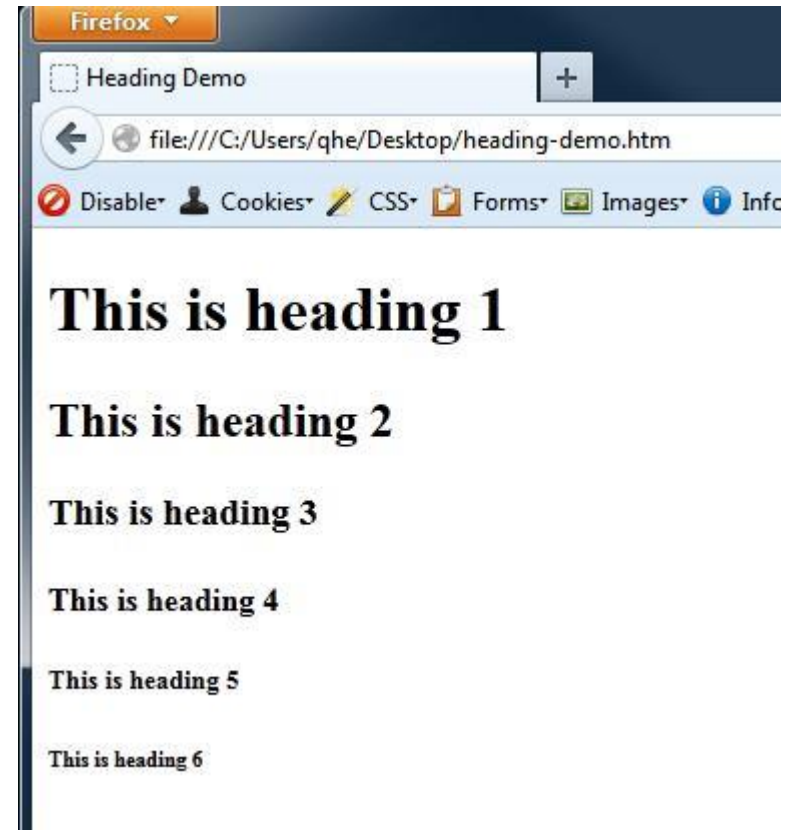 Firefox
Heading Demo
file:///C:/Users/qhe/Desktop/heading-demo.htm
Disable Cookies CSS Forms Images Info
This is heading 1
This is heading 2
This is heading 3
This is heading 4
This is heading 5
This is heading 6